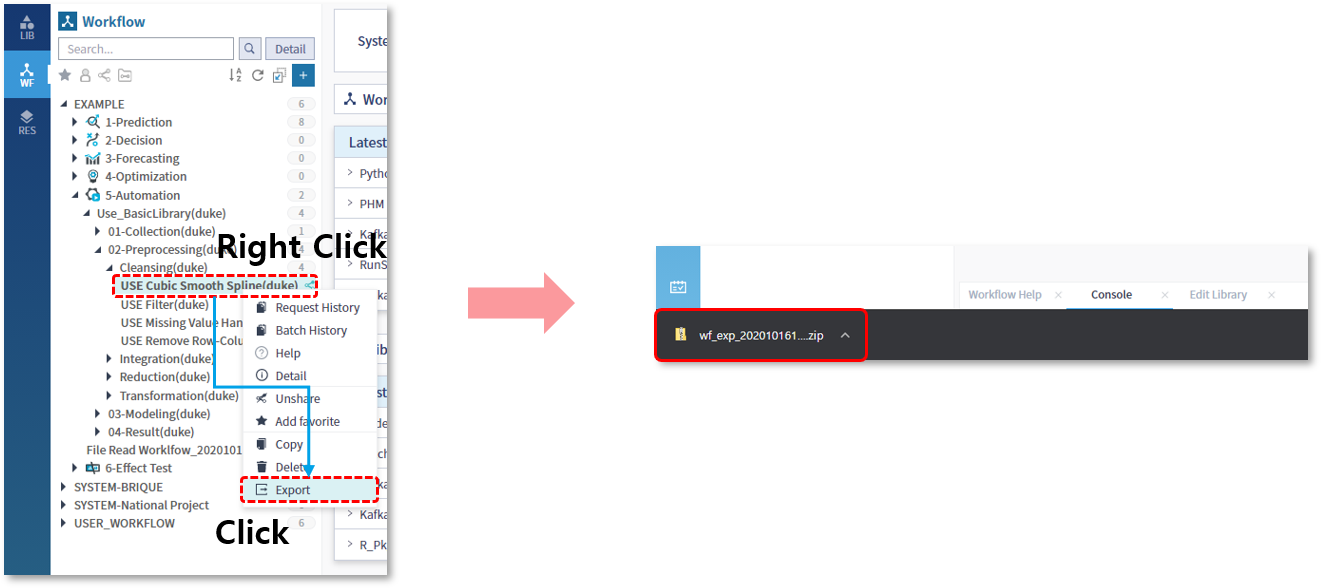 LIB
WF
RES
Workflow
Search...
Detail
EXAMPLE 6
1-Prediction 8
2-Decision 0
3-Forecasting 0
4-Optimization 0
5-Automation 2
Use_BasicLibrary(duke) 4
01-Collection(duke) 1
02-Preprocessing(duke) 4
Cleansing(duke) 4
USE Cubic Smooth Spline(duke)
USE Filter(duke)
USE Missing Value Han
USE Remove Row-Colu
Integration(duke)
Reduction(duke)
Transformation(duke)
03-Modeling(duke)
04-Result(duke)
File Read Worklfow_2020101
6-Effect Test
SYSTEM-BRIQUE
SYSTEM-National Project
USER_WORKFLOW 6
Right Click
Request History
Batch History
Help
Detail
Unshare
Add favorite
Copy
Delete
Export
Click
Syste
Wor
Latest
Pytho
PHM
Kafka
RunS
Kafka
R_Pk
Workflow Help
Console
Edit Library
wf_exp_202010161....zip